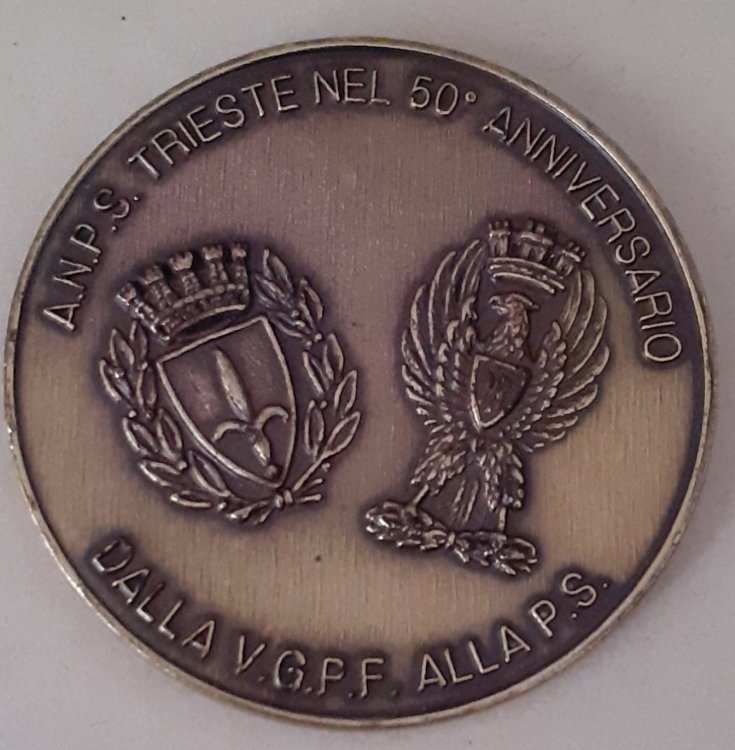 A.N.P.S. TRIESTE NEL 50° ANNIVERSARIO
DALLA V.G.P.F. ALLA P.S.